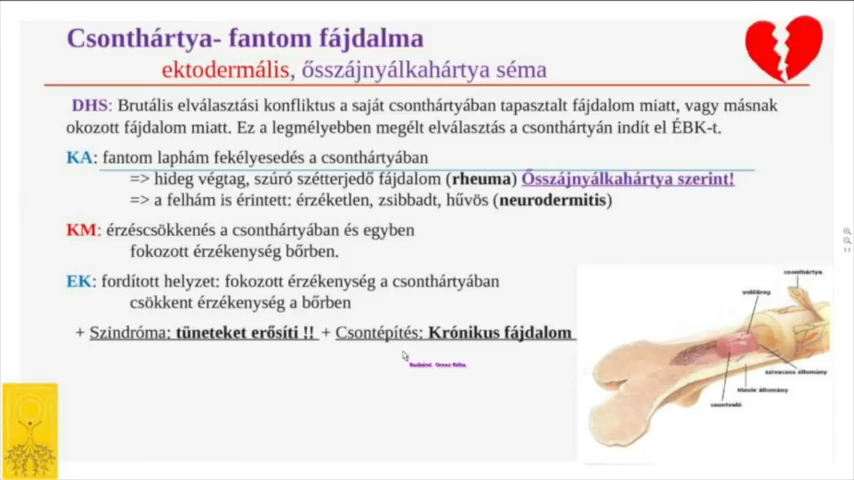 Csonthártya- fantom fájdalma
ektodermális, ősszájnyálkahártya séma
DHS: Brutális elválasztási konfliktus a saját csonthártyában tapasztalt fájdalom miatt, vagy másnak
okozott fájdalom miatt. Ez a legmélyebben megélt elválasztás a csonthártyán indít el ÉBK-t.
KA: fantom laphám fekélyesedés a csonthártyában
=> hideg végtag, szúró szétterjedő fájdalom (rheuma) Ősszájnyálkahártya szerint!
=> a felhám is érintett: érzéketlen, zsibbadt, hűvös (neurodermitis)
KM: érzéscsökkenés a csonthártyában és egyben
fokozott érzékenység bőrben.
EK: fordított helyzet: fokozott érzékenység a csonthártyában
csökkent érzékenység a bőrben
+ Szindróma: tüneteket erősíti !! + Csontépítés: Krónikus fájdalom
csonthártya
velőüreg
szivacsos állomány
tömör állomány
csontvelő